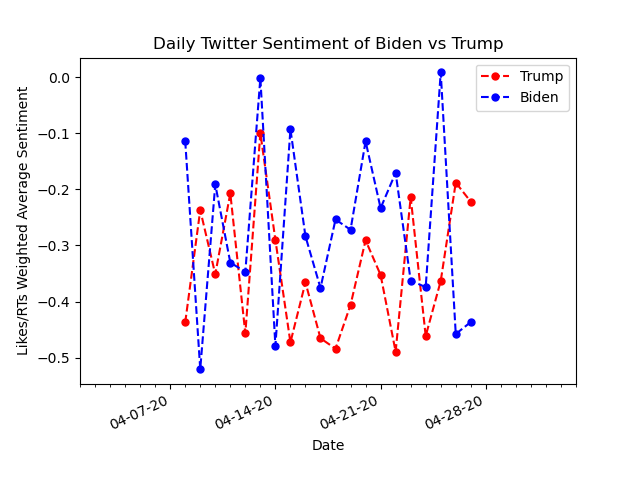 Daily Twitter Sentiment of Biden vs Trump
Trump
Biden
0.0
−0.1
−0.2
−0.3
−0.4
−0.5
Likes/RTs Weighted Average Sentiment
04-07-20
04-14-20
04-21-20
04-28-20
Date